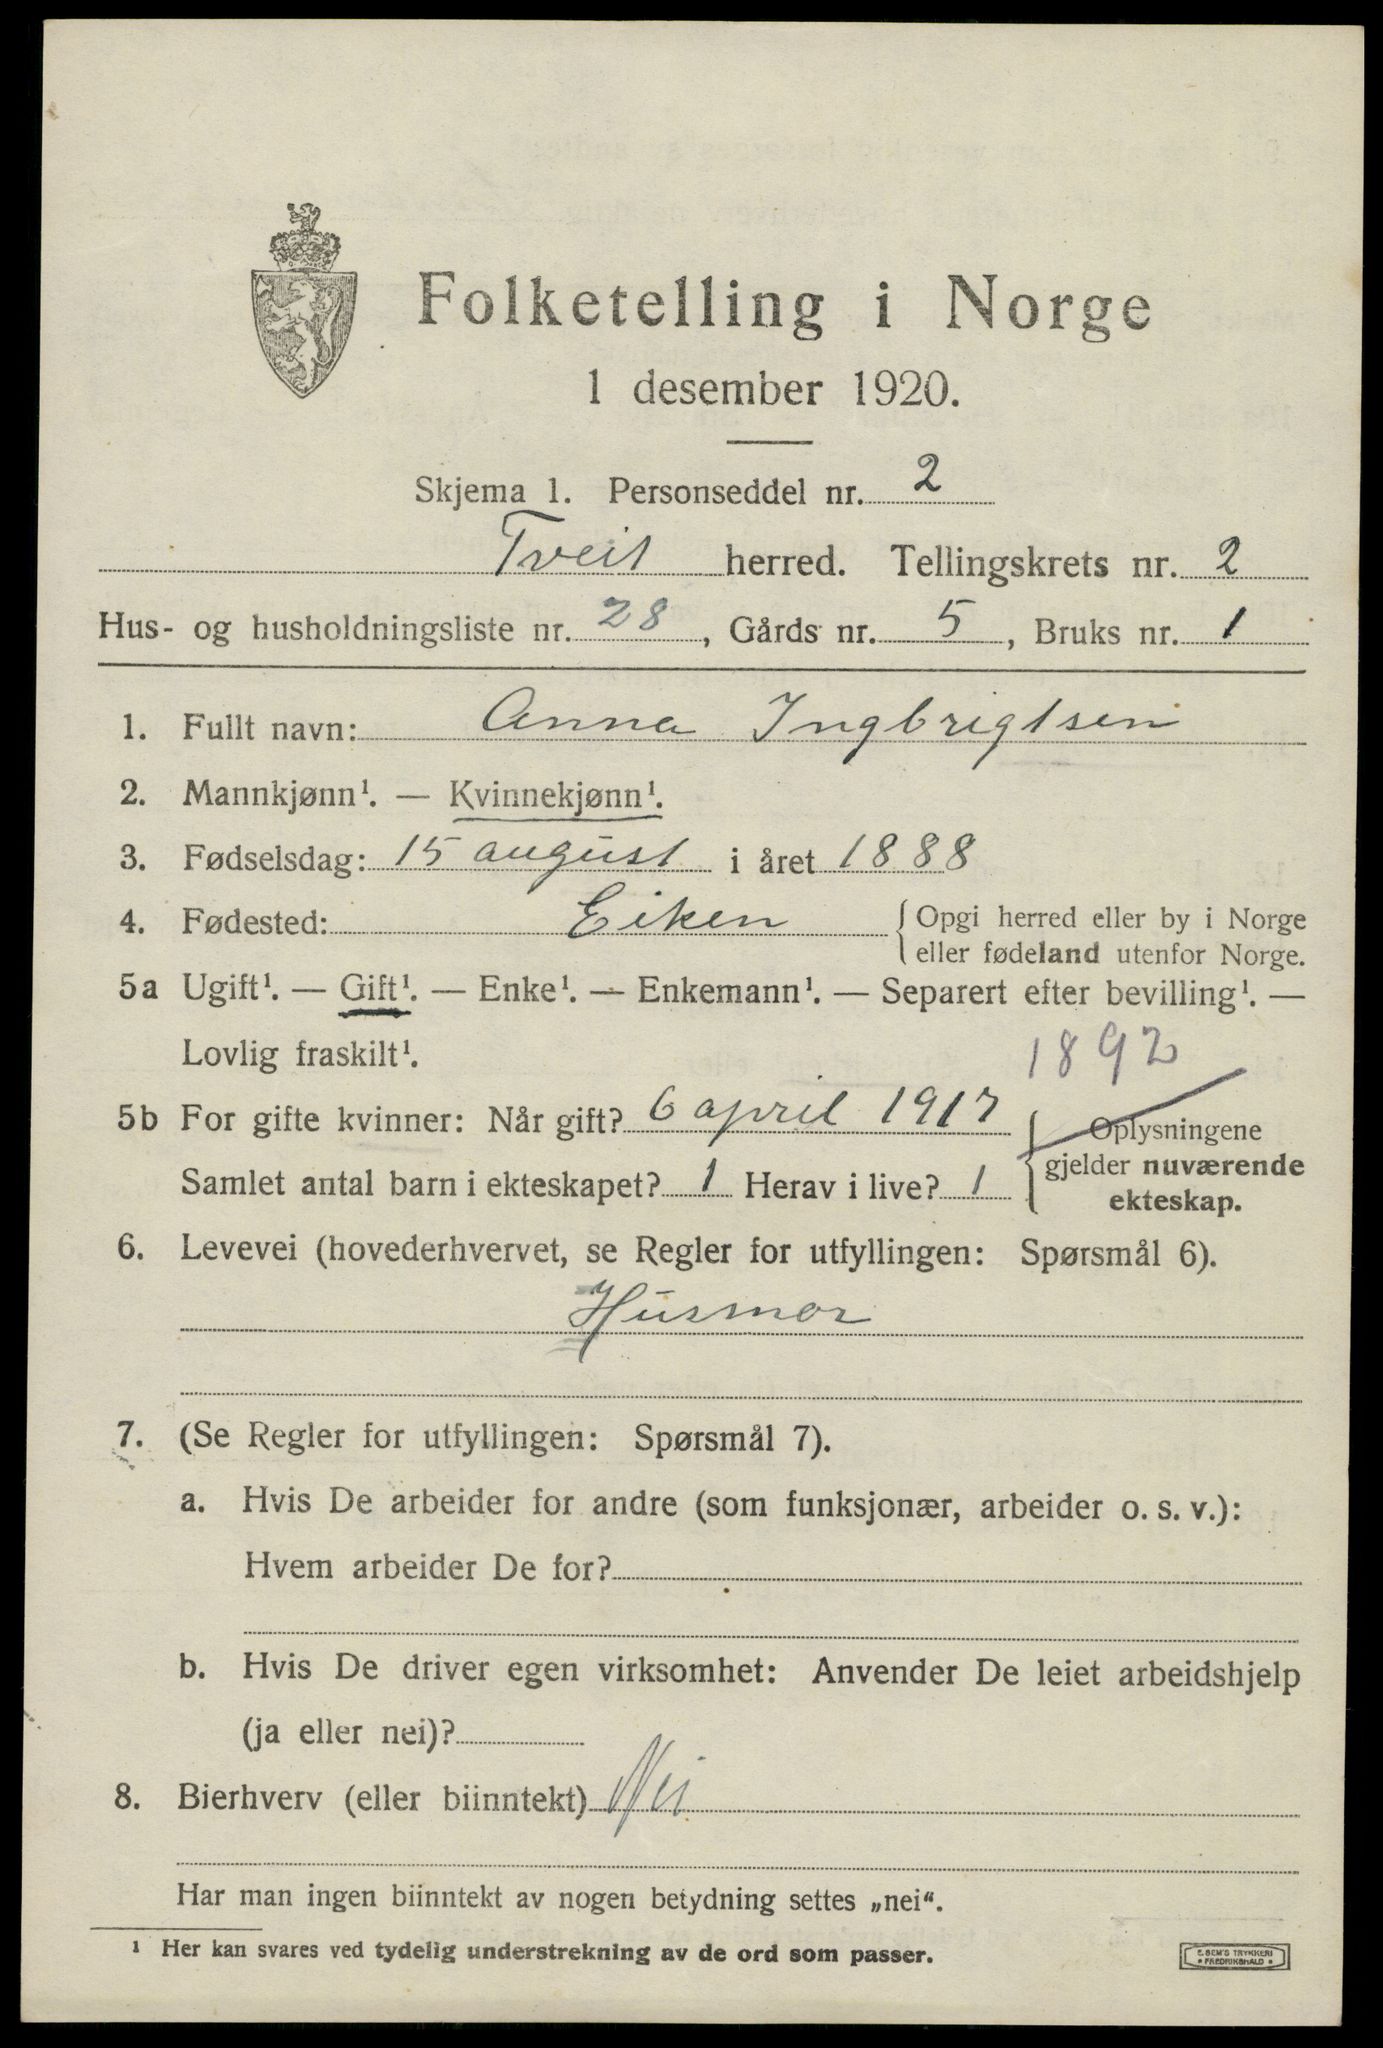 Folketelling i Norge
1 desember 1920.
Skjema 1. Personseddel nr. 2
Tveit herred. Tellingskrets nr. 2
Hus- og husholdningsliste nr. 28, Gårds nr. 5, Bruks nr. 1
1. Fullt navn: Anna Ingbrigtsen
2. Mannkjønn¹. — Kvinnekjønn¹.
3. Fødselsdag: 15 august i året 1888
4. Fødested: Eiken { Opgi herred eller by i Norge
eller fødeland utenfor Norge.
5a Ugift¹. — Gift¹. — Enke¹. — Enkemann¹. — Separert efter bevilling¹. —
Lovlig fraskilt¹.
1892
5b For gifte kvinner: Når gift? 6 april 1917 { Oplysningene
gjelder nuværende
Samlet antal barn i ekteskapet? 1 Herav i live? 1
ekteskap.
6. Levevei (hovederhvervet, se Regler for utfyllingen: Spørsmål 6).
Husmor
7. (Se Regler for utfyllingen: Spørsmål 7).
a. Hvis De arbeider for andre (som funksjonær, arbeider o. s. v.):
Hvem arbeider De for?
b. Hvis De driver egen virksomhet: Anvender De leiet arbeidshjelp
(ja eller nei)?
8. Bierhverv (eller biinntekt) Nei
Har man ingen biinntekt av nogen betydning settes „nei“.
¹ Her kan svares ved tydelig understrekning av de ord som passer.
E. SEM'S TRYKKERI
• FREDRIKSHALD •